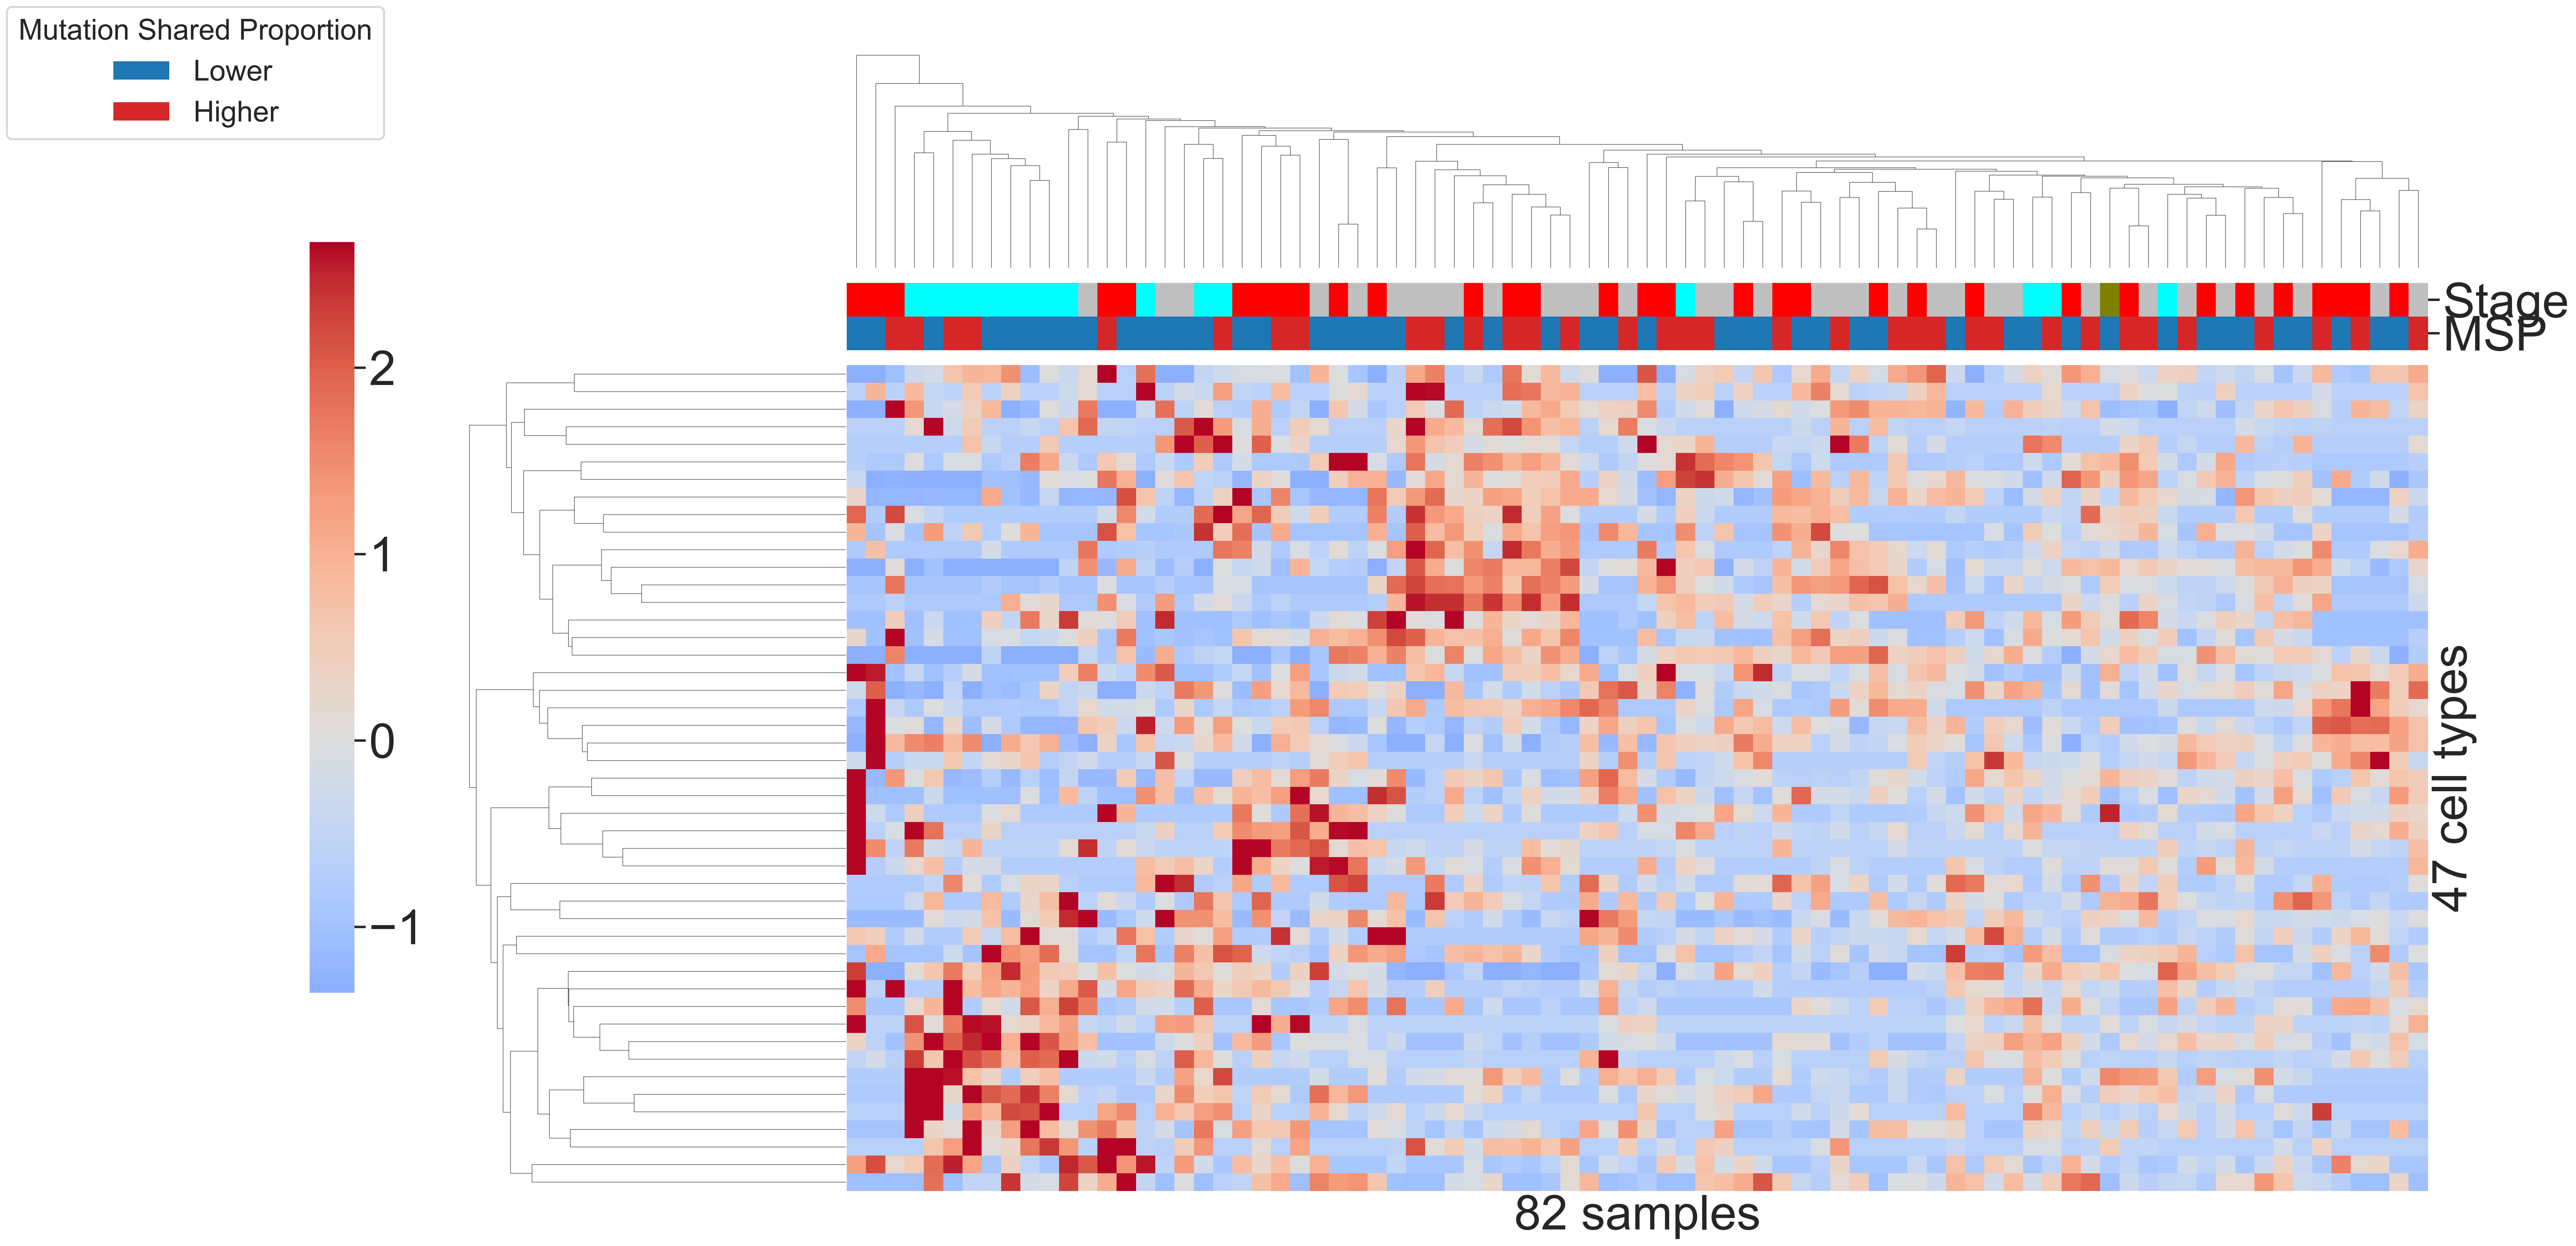 Mutation Shared Proportion
Lower
Higher
2
1
0
−1
Stage
MSP
47 cell types
82 samples